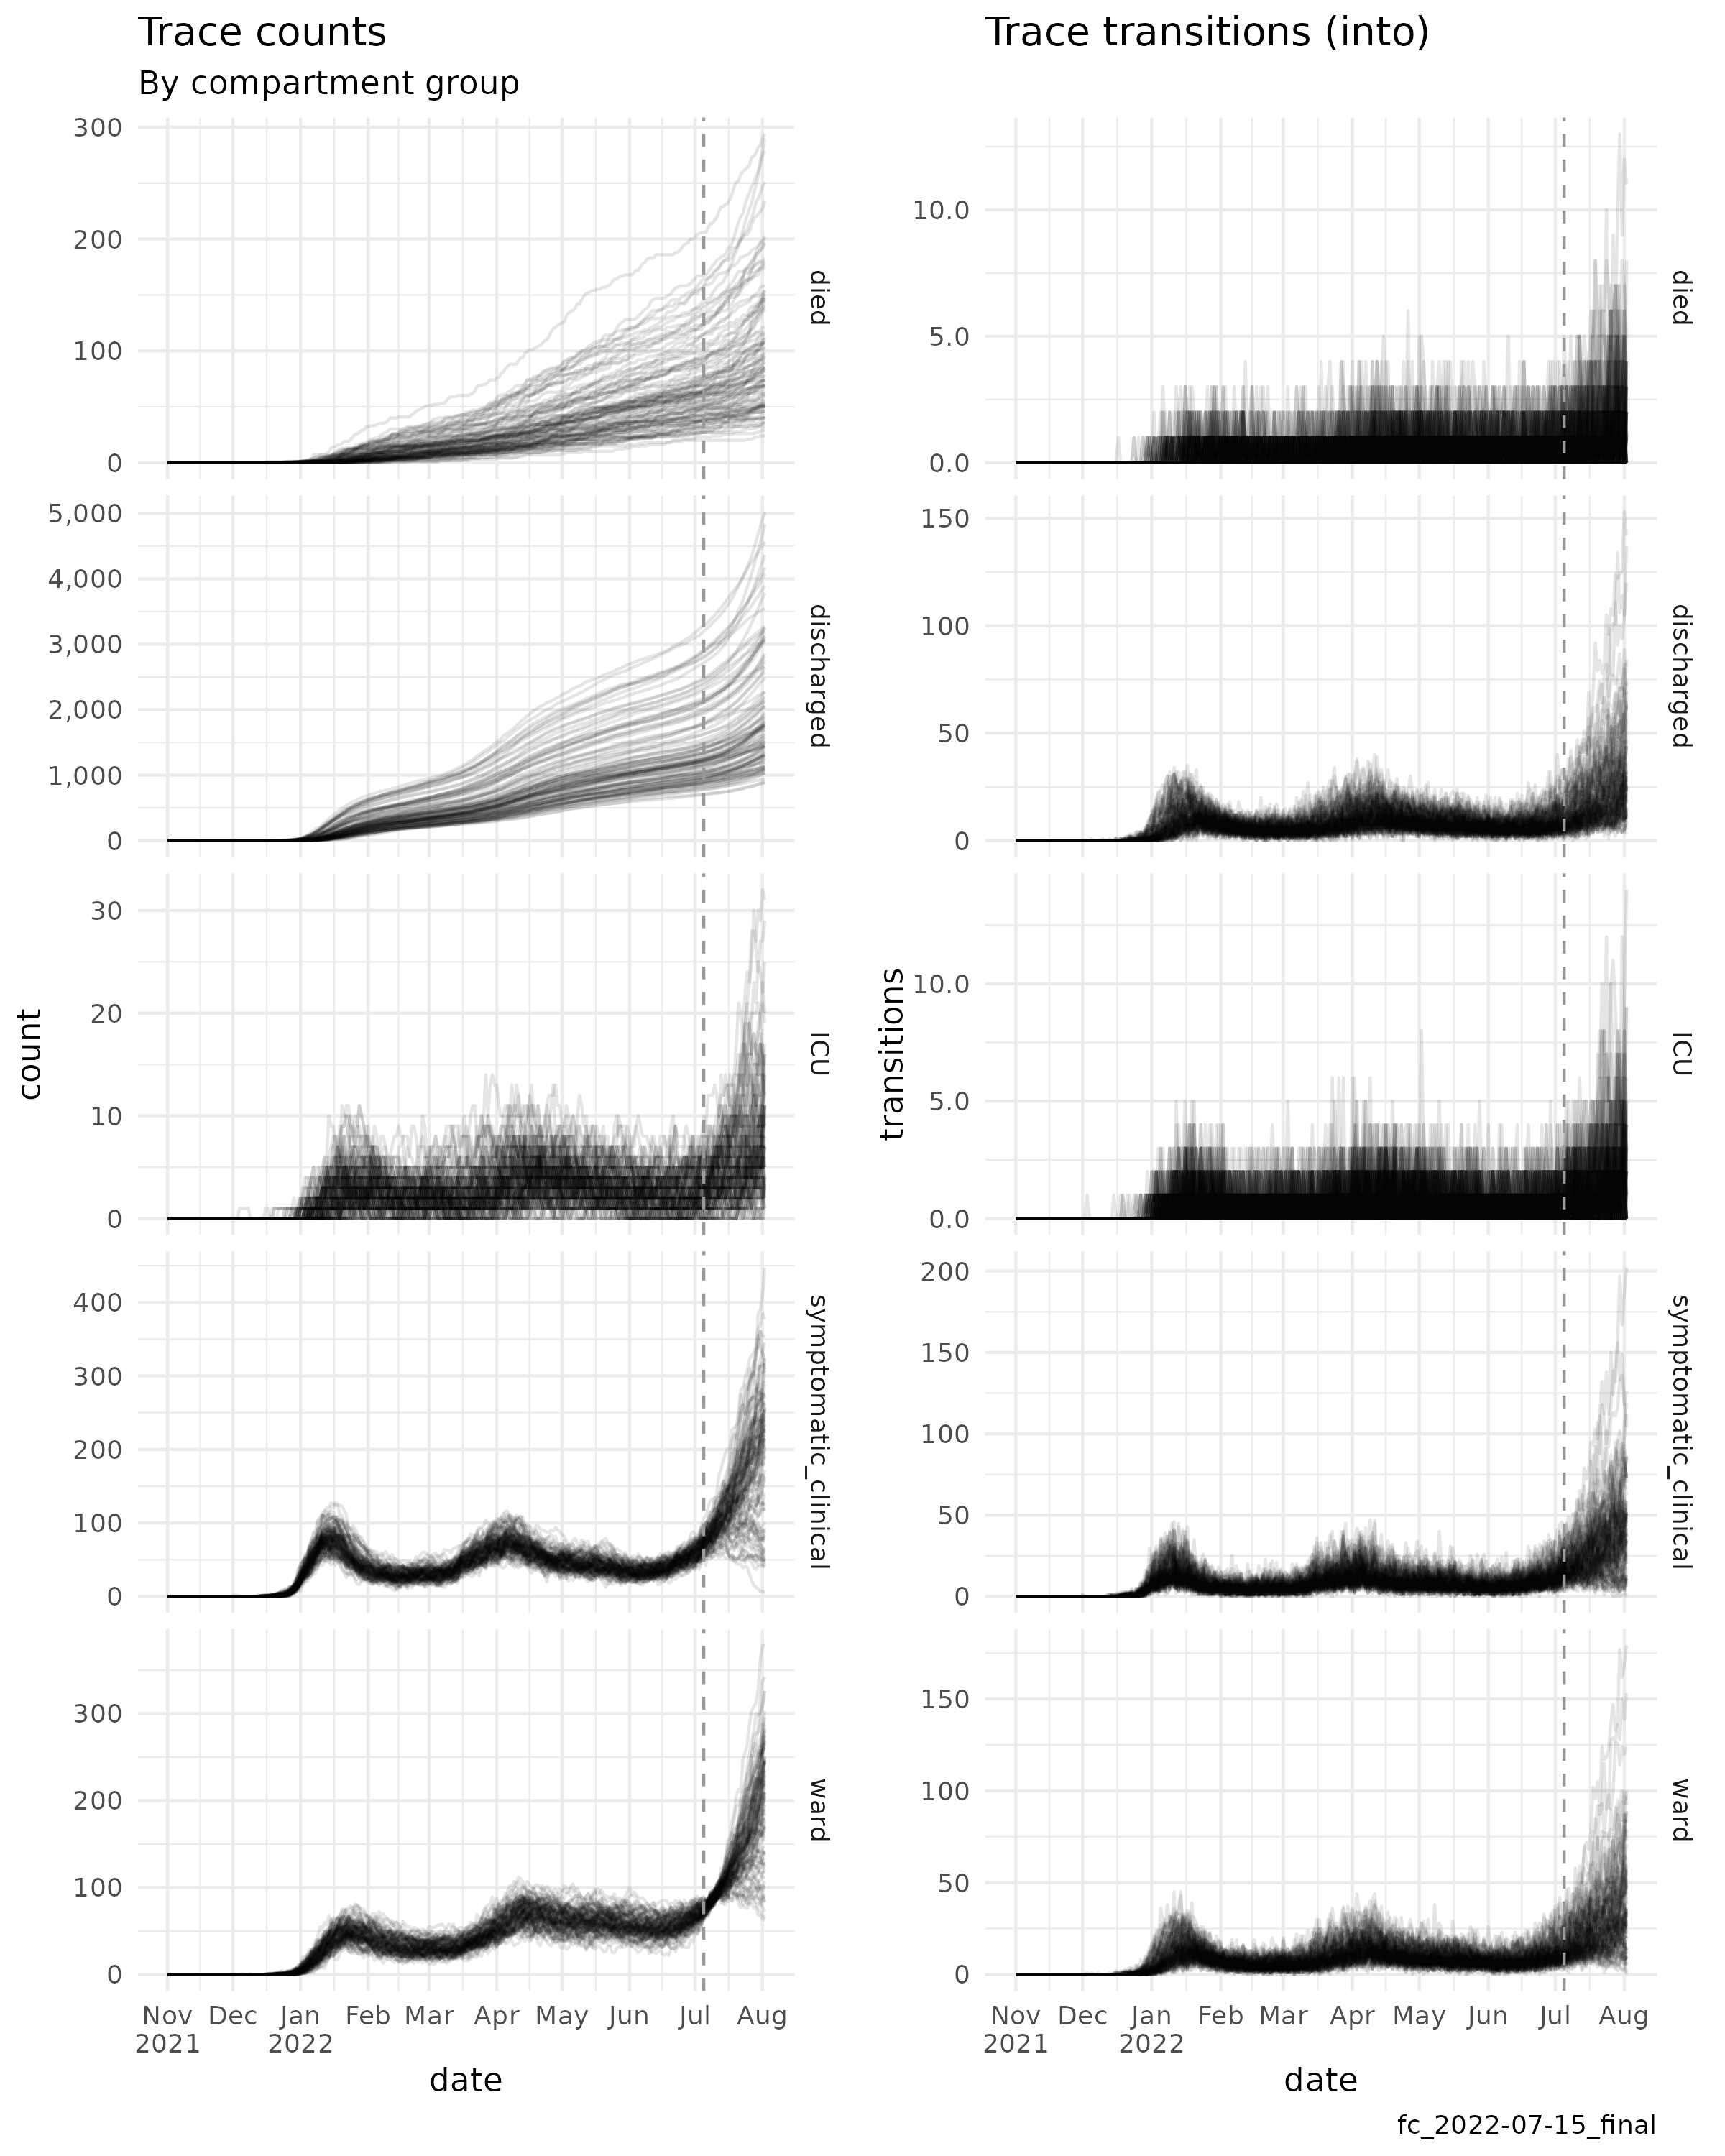 Trace counts
By compartment group
300
200
100
0
died
5,000
4,000
3,000
2,000
1,000
0
discharged
30
20
10
0
ICU
400
300
200
100
0
symptomatic_clinical
300
200
100
0
ward
count
Nov Dec Jan Feb Mar Apr May Jun Jul Aug
2021 2022
date
Trace transitions (into)
10.0
5.0
0.0
died
150
100
50
0
discharged
10.0
5.0
0.0
ICU
200
150
100
50
0
symptomatic_clinical
150
100
50
0
ward
transitions
Nov Dec Jan Feb Mar Apr May Jun Jul Aug
2021 2022
date
fc_2022-07-15_final